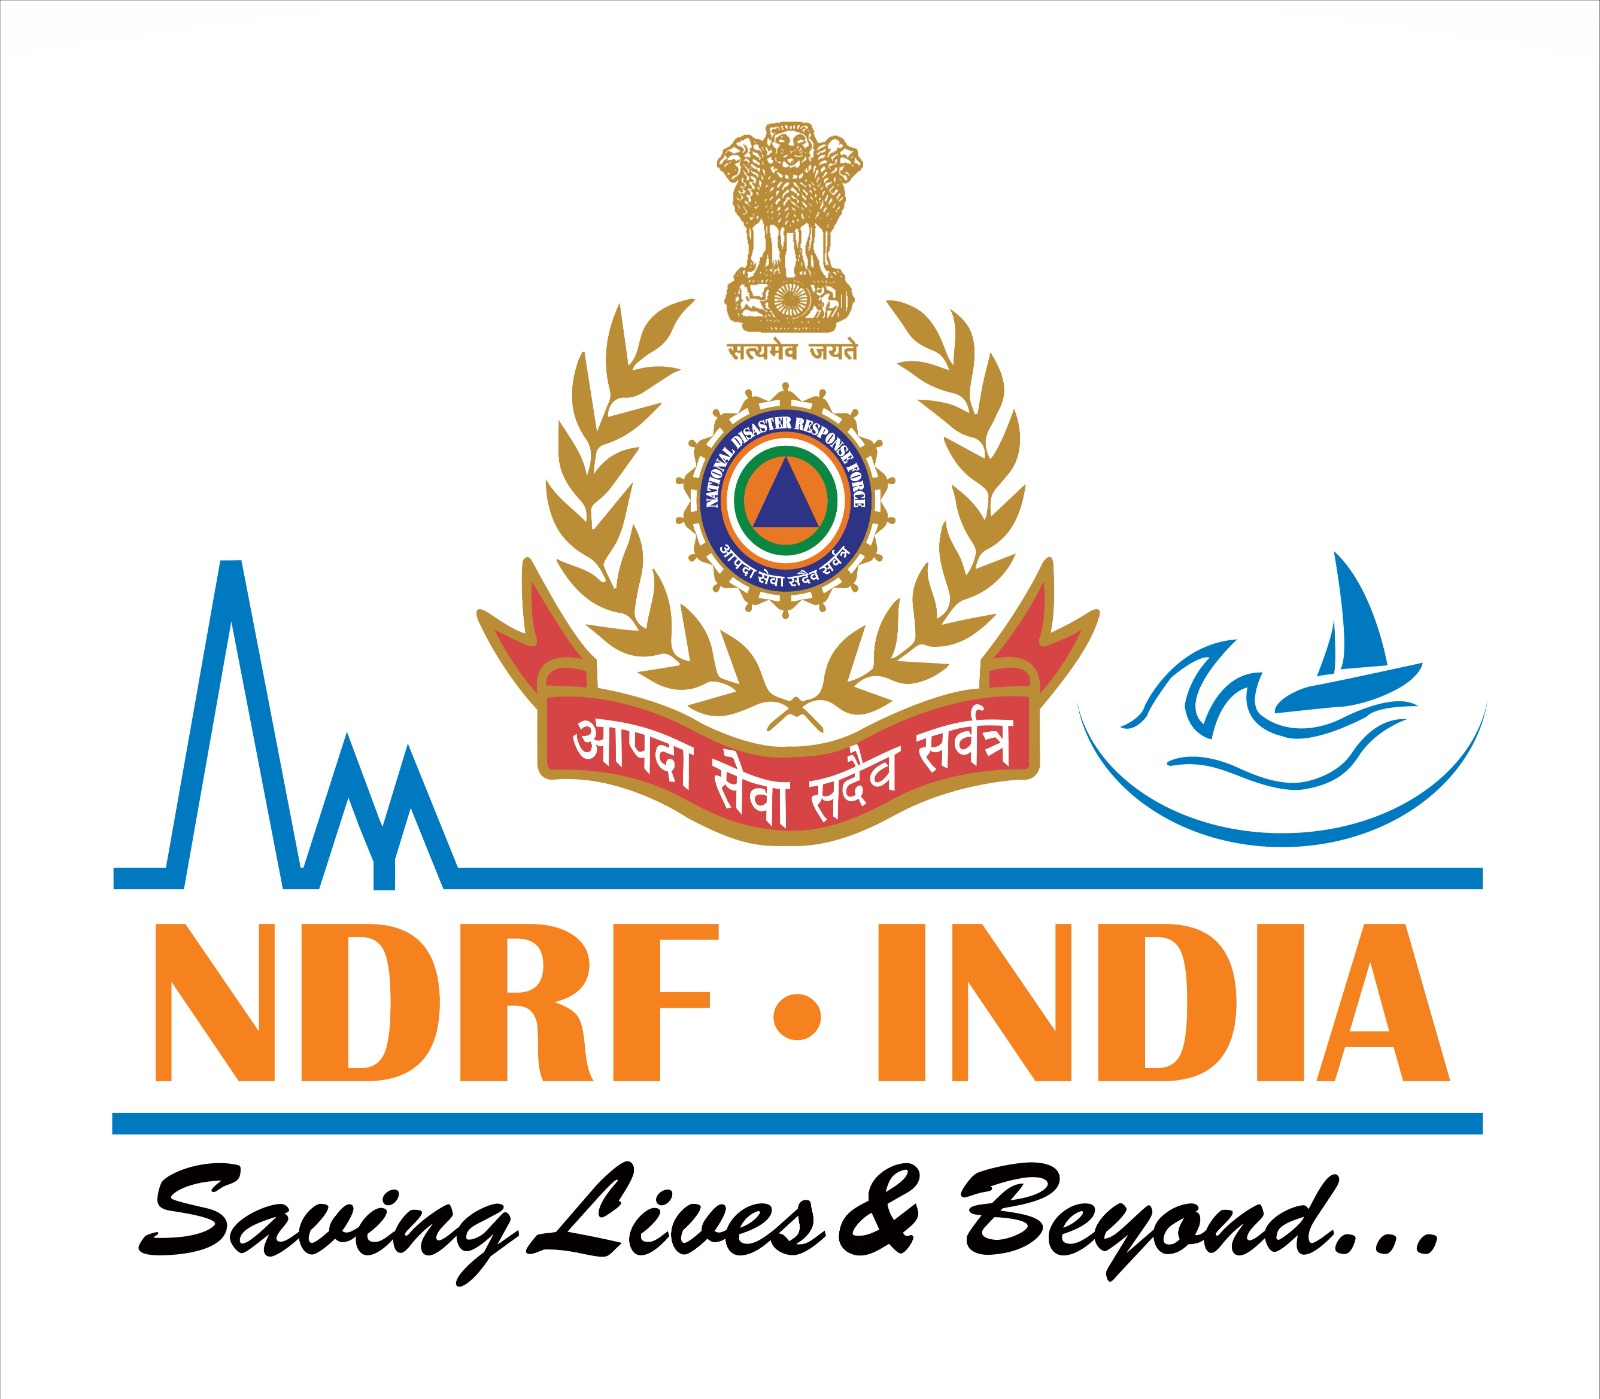 सत्यमेव जयते
NATIONAL DISASTER RESPONSE FORCE
आपदा सेवा सदैव सर्वत्र
आपदा सेवा सदैव सर्वत्र
NDRF • INDIA
Saving Lives & Beyond...